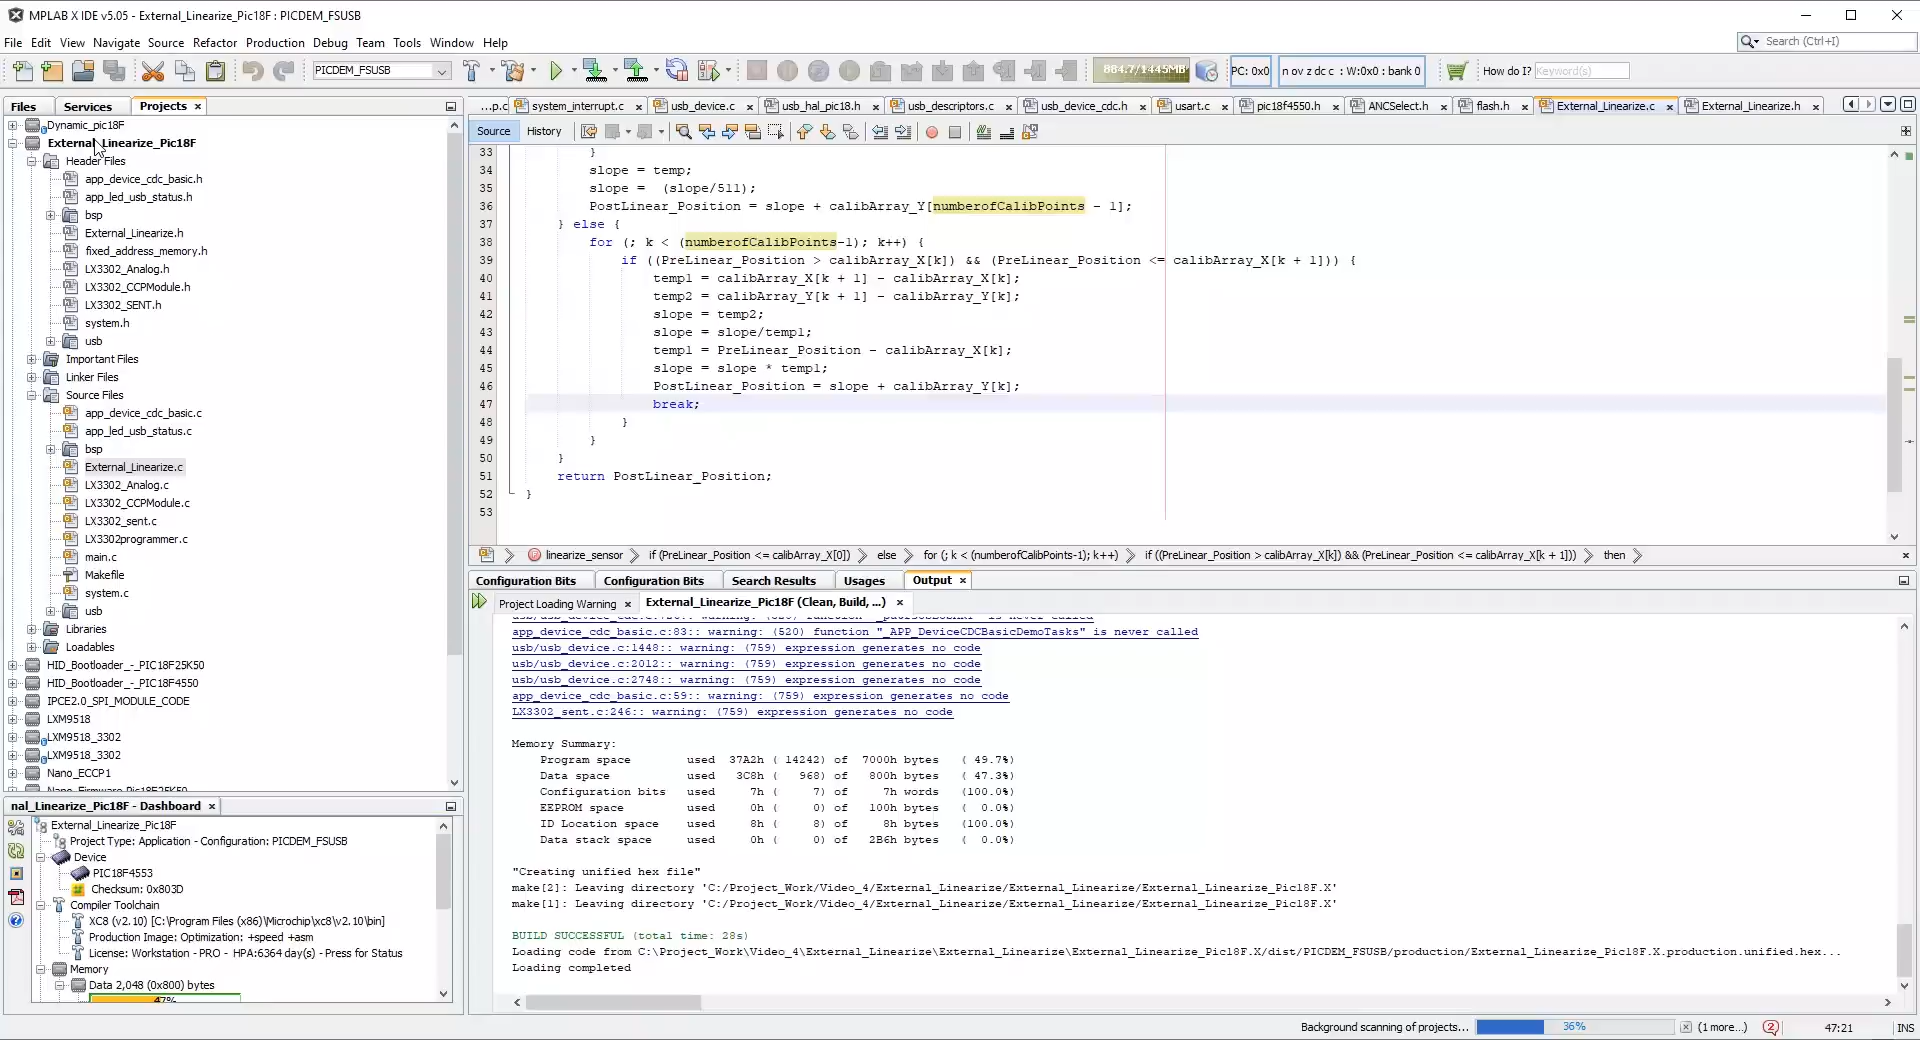 MPLAB X IDE v5.05 - External_Linearize_Pic18F : PICDEM_FSUSB
File Edit View Navigate Source Refactor Production Debug Team Tools Window Help
Search (Ctrl+I)
PICDEM_FSUSB
884.7/1445MB
PC: 0x0
n ov z dc c : W:0x0 : bank 0
How do I? Keyword(s)
Files Services Projects
...p.c system_interrupt.c usb_device.c usb_hal_pic18.h usb_descriptors.c usb_device_cdc.h usart.c pic18f4550.h ANCSelect.h flash.h External_Linearize.c External_Linearize.h
Source History
Dynamic_pic18F
External_Linearize_Pic18F
Header Files
app_device_cdc_basic.h
app_led_usb_status.h
bsp
External_Linearize.h
fixed_address_memory.h
LX3302_Analog.h
LX3302_CCPModule.h
LX3302_SENT.h
system.h
usb
Important Files
Linker Files
Source Files
app_device_cdc_basic.c
app_led_usb_status.c
bsp
External_Linearize.c
LX3302_Analog.c
LX3302_CCPModule.c
LX3302_sent.c
LX3302programmer.c
main.c
Makefile
system.c
usb
Libraries
Loadables
HID_Bootloader_-_PIC18F25K50
HID_Bootloader_-_PIC18F4550
IPCE2.0_SPI_MODULE_CODE
LXM9518
LXM9518_3302
LXM9518_3302
Nano_ECCP1
Nano_Firmware_Pic18F25K50
33 }
34 slope = temp;
35 slope = (slope/511);
36 PostLinear_Position = slope + calibArray_Y[numberofCalibPoints - 1];
37 } else {
38 for (; k < (numberofCalibPoints-1); k++) {
39 if ((PreLinear_Position > calibArray_X[k]) && (PreLinear_Position <= calibArray_X[k + 1])) {
40 temp1 = calibArray_X[k + 1] - calibArray_X[k];
41 temp2 = calibArray_Y[k + 1] - calibArray_Y[k];
42 slope = temp2;
43 slope = slope/temp1;
44 temp1 = PreLinear_Position - calibArray_X[k];
45 slope = slope * temp1;
46 PostLinear_Position = slope + calibArray_Y[k];
47 break;
48 }
49 }
50 }
51 return PostLinear_Position;
52 }
53
linearize_sensor if (PreLinear_Position <= calibArray_X[0]) else for (; k < (numberofCalibPoints-1); k++) if ((PreLinear_Position > calibArray_X[k]) && (PreLinear_Position <= calibArray_X[k + 1])) then
Configuration Bits Configuration Bits Search Results Usages Output
Project Loading Warning External_Linearize_Pic18F (Clean, Build, ...)
app_device_cdc_basic.c:83:: warning: (520) function "_APP_DeviceCDCBasicDemoTasks" is never called
usb/usb_device.c:1448:: warning: (759) expression generates no code
usb/usb_device.c:2012:: warning: (759) expression generates no code
usb/usb_device.c:2748:: warning: (759) expression generates no code
app_device_cdc_basic.c:59:: warning: (759) expression generates no code
LX3302_sent.c:246:: warning: (759) expression generates no code
Memory Summary:
Program space used 37A2h ( 14242) of 7000h bytes ( 49.7%)
Data space used 3C8h ( 968) of 800h bytes ( 47.3%)
Configuration bits used 7h ( 7) of 7h words (100.0%)
EEPROM space used 0h ( 0) of 100h bytes ( 0.0%)
ID Location space used 8h ( 8) of 8h bytes (100.0%)
Data stack space used 0h ( 0) of 2B6h bytes ( 0.0%)
"Creating unified hex file"
make[2]: Leaving directory 'C:/Project_Work/Video_4/External_Linearize/External_Linearize/External_Linearize_Pic18F.X'
make[1]: Leaving directory 'C:/Project_Work/Video_4/External_Linearize/External_Linearize/External_Linearize_Pic18F.X'
BUILD SUCCESSFUL (total time: 28s)
Loading code from C:\Project_Work\Video_4\External_Linearize\External_Linearize\External_Linearize_Pic18F.X/dist/PICDEM_FSUSB/production/External_Linearize_Pic18F.X.production.unified.hex...
Loading completed
nal_Linearize_Pic18F - Dashboard
External_Linearize_Pic18F
Project Type: Application - Configuration: PICDEM_FSUSB
Device
PIC18F4553
Checksum: 0x803D
Compiler Toolchain
XC8 (v2.10) [C:\Program Files (x86)\Microchip\xc8\v2.10\bin]
Production Image: Optimization: +speed +asm
License: Workstation - PRO - HPA:6364 day(s) - Press for Status
Memory
Data 2,048 (0x800) bytes
47%
Background scanning of projects... 36% (1 more...) 2 47:21 INS